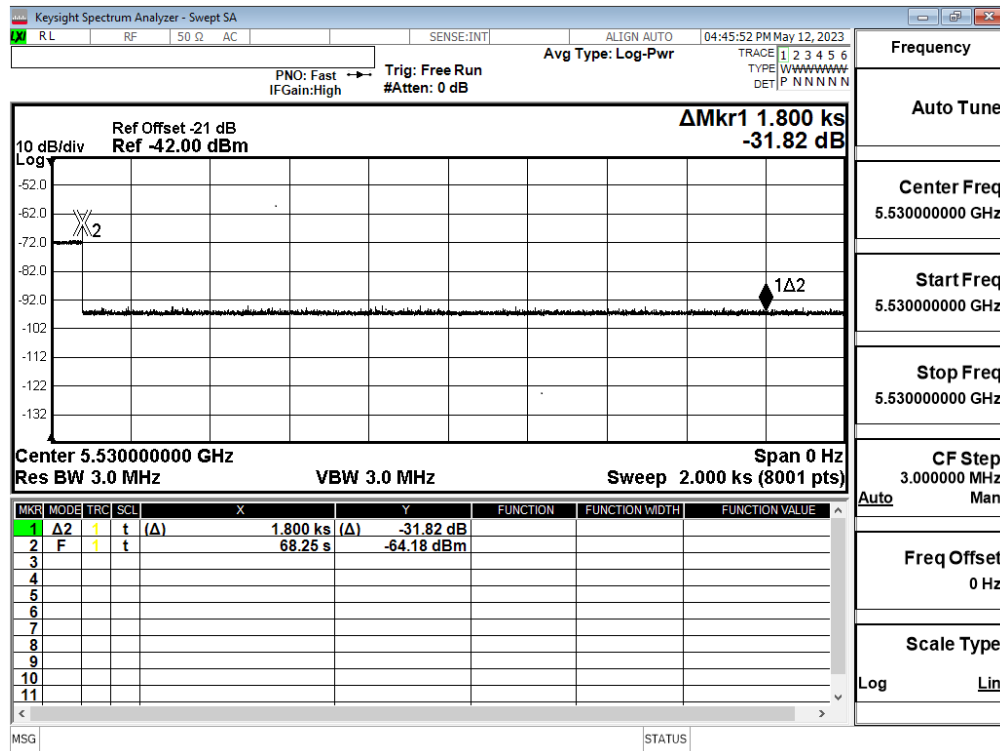 Keysight Spectrum Analyzer - Swept SA
LXI RL RF 50 Ω AC SENSE:INT ALIGN AUTO 04:45:52 PM May 12, 2023
PNO: Fast
IFGain:High
Trig: Free Run
#Atten: 0 dB
Avg Type: Log-Pwr
TRACE 1 2 3 4 5 6
TYPE WWWWWW
DET P N N N N N
Ref Offset -21 dB
10 dB/div Ref -42.00 dBm
Log
ΔMkr1 1.800 ks
-31.82 dB
-52.0
-62.0
2
-72.0
-82.0
1Δ2
-92.0
-102
-112
-122
-132
Center 5.530000000 GHz Span 0 Hz
Res BW 3.0 MHz VBW 3.0 MHz Sweep 2.000 ks (8001 pts)
MKR MODE TRC SCL X Y FUNCTION FUNCTION WIDTH FUNCTION VALUE
1 Δ2 1 t (Δ) 1.800 ks (Δ) -31.82 dB
2 F 1 t 68.25 s -64.18 dBm
3
4
5
6
7
8
9
10
11
MSG STATUS
Frequency
Auto Tune
Center Freq
5.530000000 GHz
Start Freq
5.530000000 GHz
Stop Freq
5.530000000 GHz
CF Step
3.000000 MHz
Auto Man
Freq Offset
0 Hz
Scale Type
Log Lin